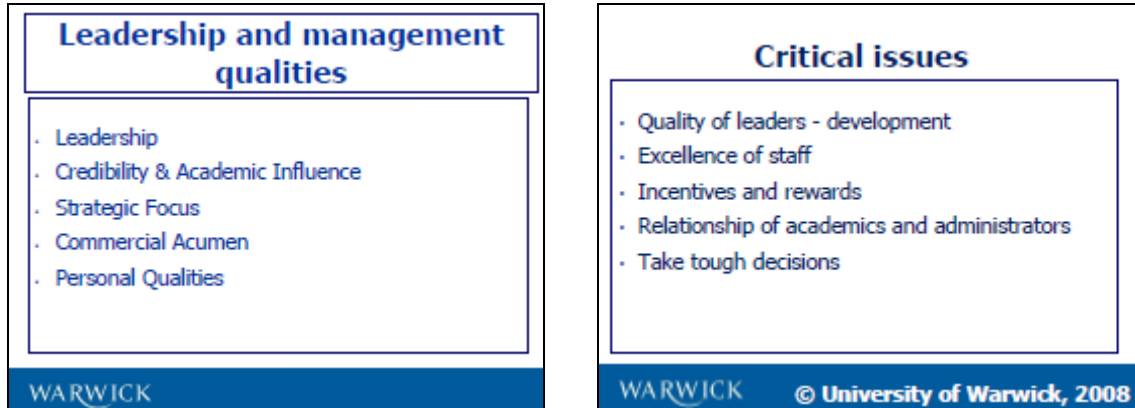 Leadership and management
qualities
· Leadership
· Credibility & Academic Influence
· Strategic Focus
· Commercial Acumen
· Personal Qualities
WARWICK
Critical issues
· Quality of leaders - development
· Excellence of staff
· Incentives and rewards
· Relationship of academics and administrators
· Take tough decisions
WARWICK © University of Warwick, 2008